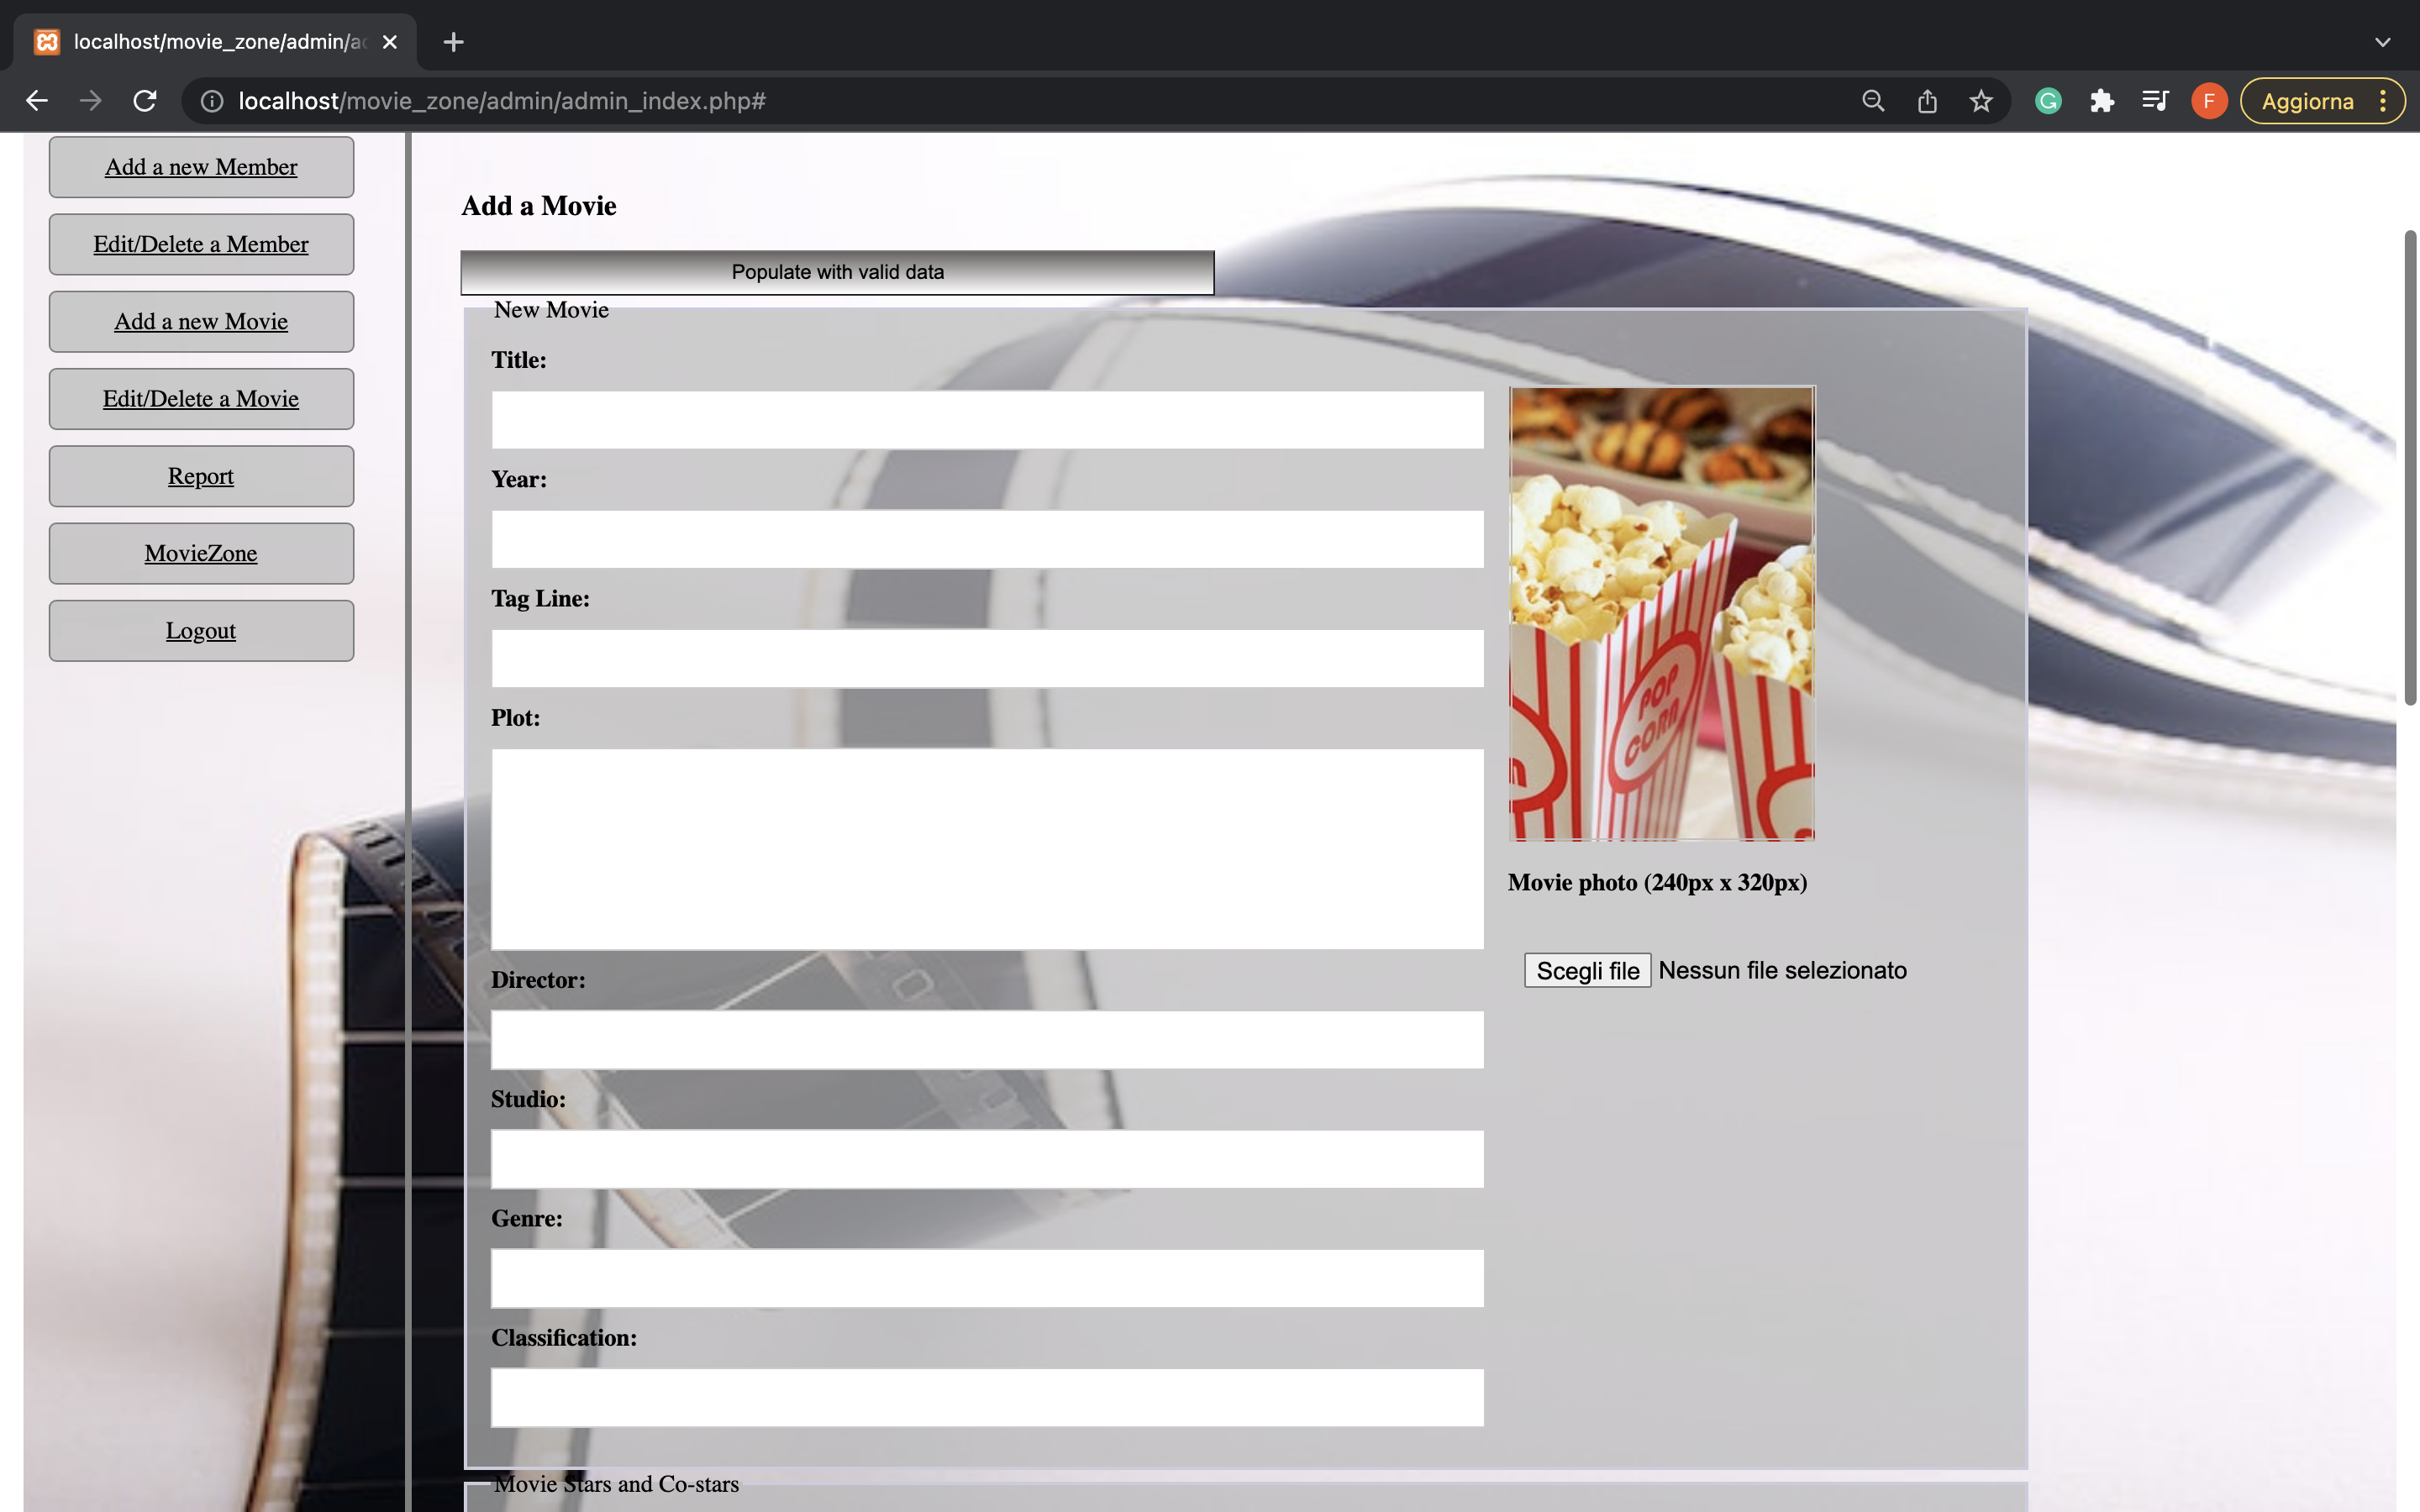 localhost/movie_zone/admin/a
localhost/movie_zone/admin/admin_index.php#
F
Aggiorna
Add a new Member
Edit/Delete a Member
Add a new Movie
Edit/Delete a Movie
Report
MovieZone
Logout
Add a Movie
Populate with valid data
New Movie
Title:
Year:
Tag Line:
Plot:
Director:
Studio:
Genre:
Classification:
POP
CORN
Movie photo (240px x 320px)
Scegli file Nessun file selezionato
Movie Stars and Co-stars